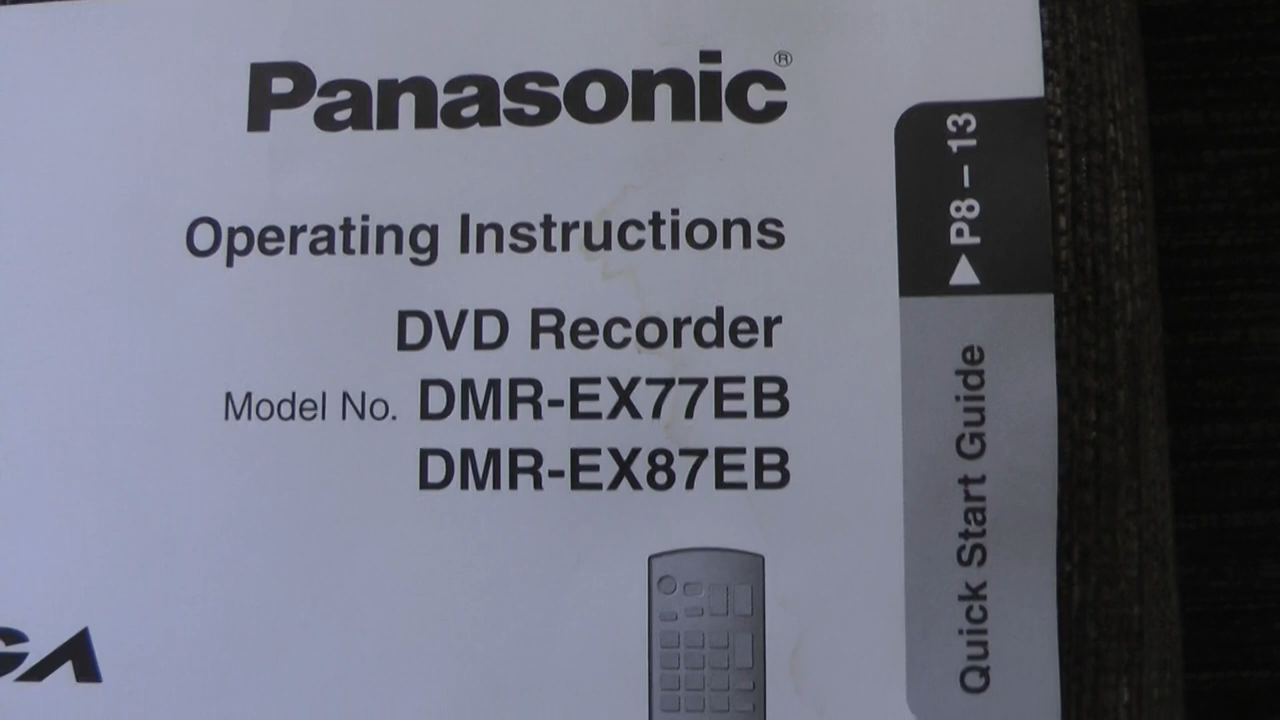 Panasonic®
Operating Instructions
DVD Recorder
Model No. DMR-EX77EB
DMR-EX87EB
Quick Start Guide ▶P8 – 13